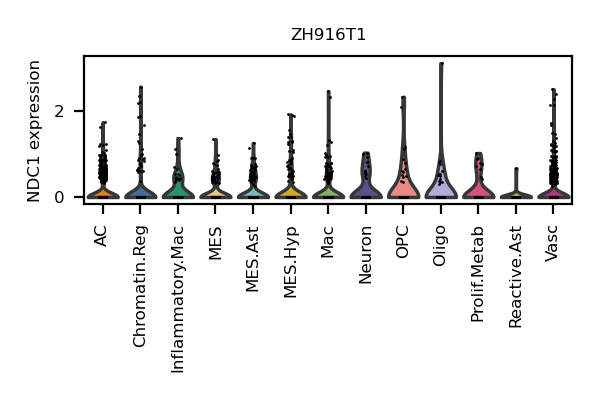 ZH916T1
NDC1 expression
2
0
AC
Chromatin.Reg
Inflammatory.Mac
MES
MES.Ast
MES.Hyp
Mac
Neuron
OPC
Oligo
Prolif.Metab
Reactive.Ast
Vasc